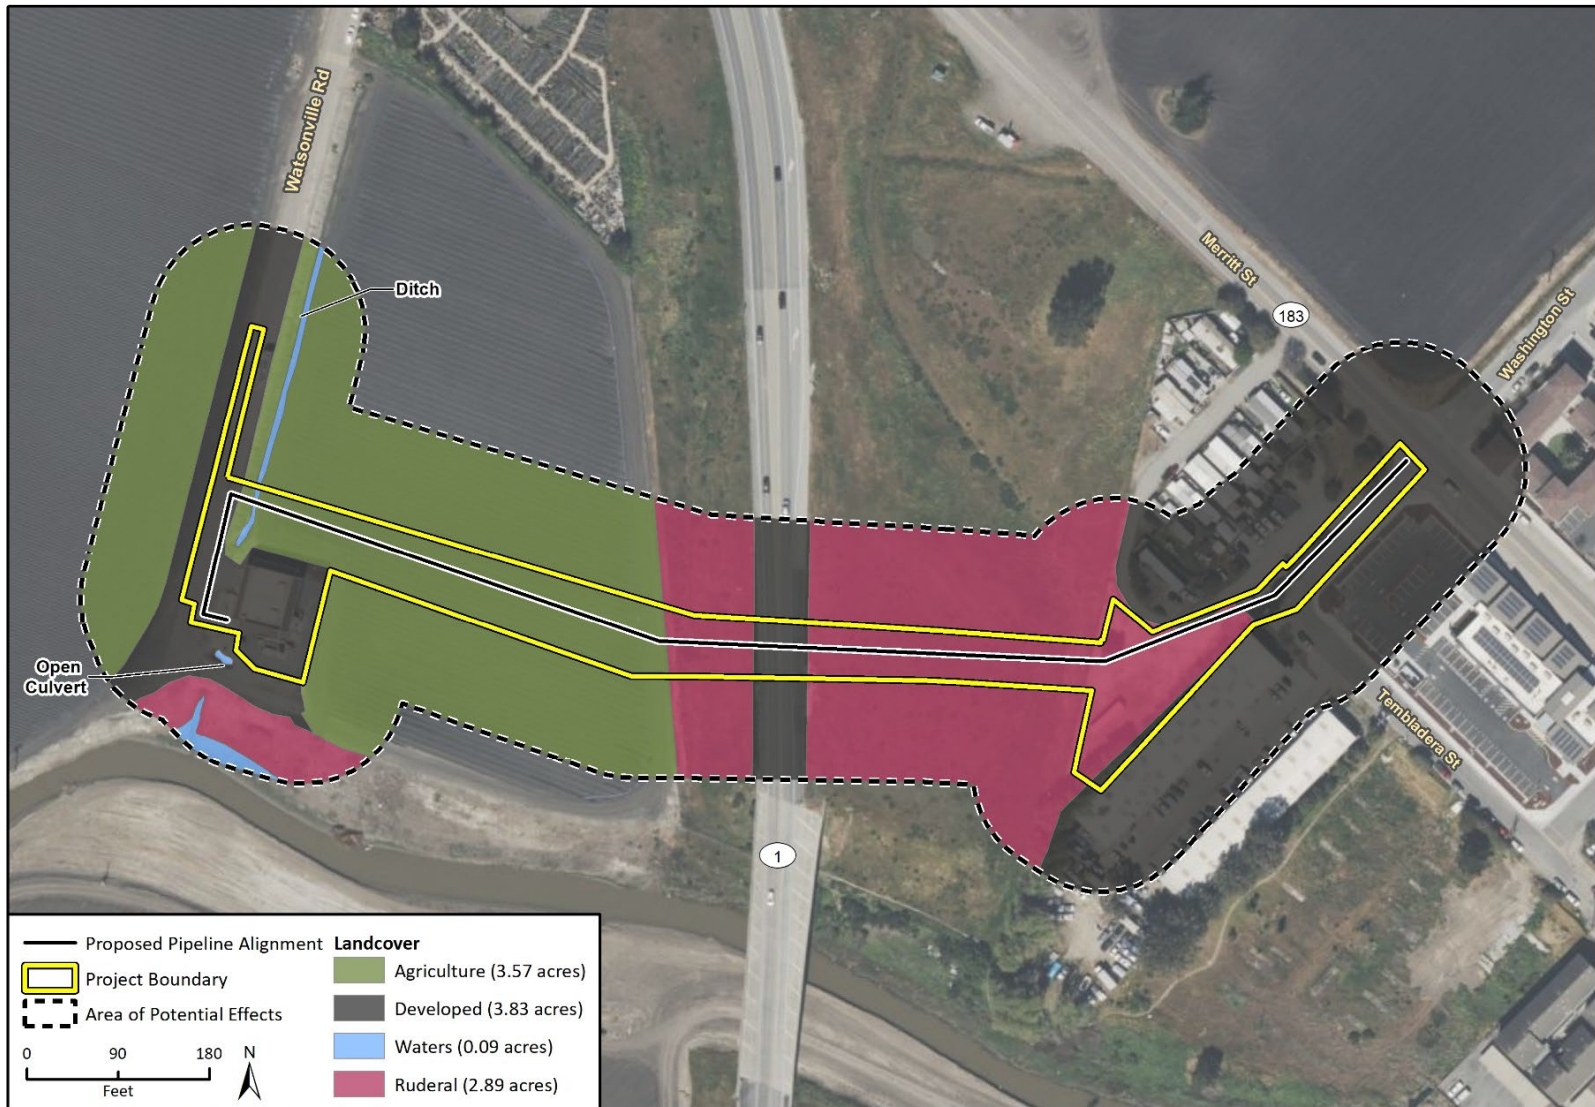 Watsonville Rd
Ditch
Merritt St
183
Washington St
Open
Culvert
Tembladera St
1
Proposed Pipeline Alignment
Project Boundary
Area of Potential Effects
0 90 180
Feet
N
Landcover
Agriculture (3.57 acres)
Developed (3.83 acres)
Waters (0.09 acres)
Ruderal (2.89 acres)